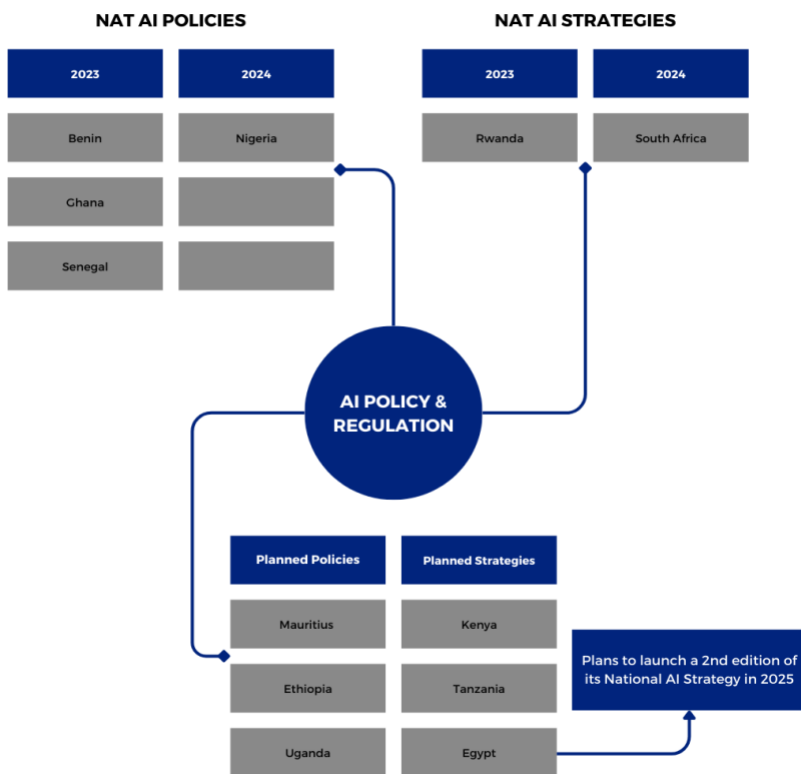 NAT AI POLICIES
2023
2024
Benin
Nigeria
Ghana
Senegal
NAT AI STRATEGIES
2023
2024
Rwanda
South Africa
AI POLICY &
REGULATION
Planned Policies
Planned Strategies
Mauritius
Kenya
Ethiopia
Tanzania
Uganda
Egypt
Plans to launch a 2nd edition of
its National AI Strategy in 2025